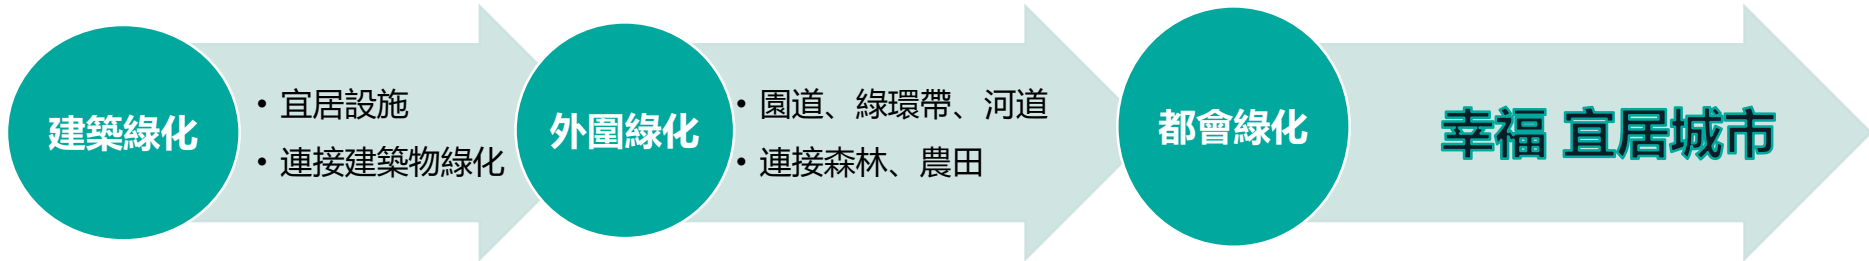 建築綠化
・宜居設施
・連接建築物綠化
外圍綠化
・園道、綠環帶、河道
・連接森林、農田
都會綠化
幸福 宜居城市